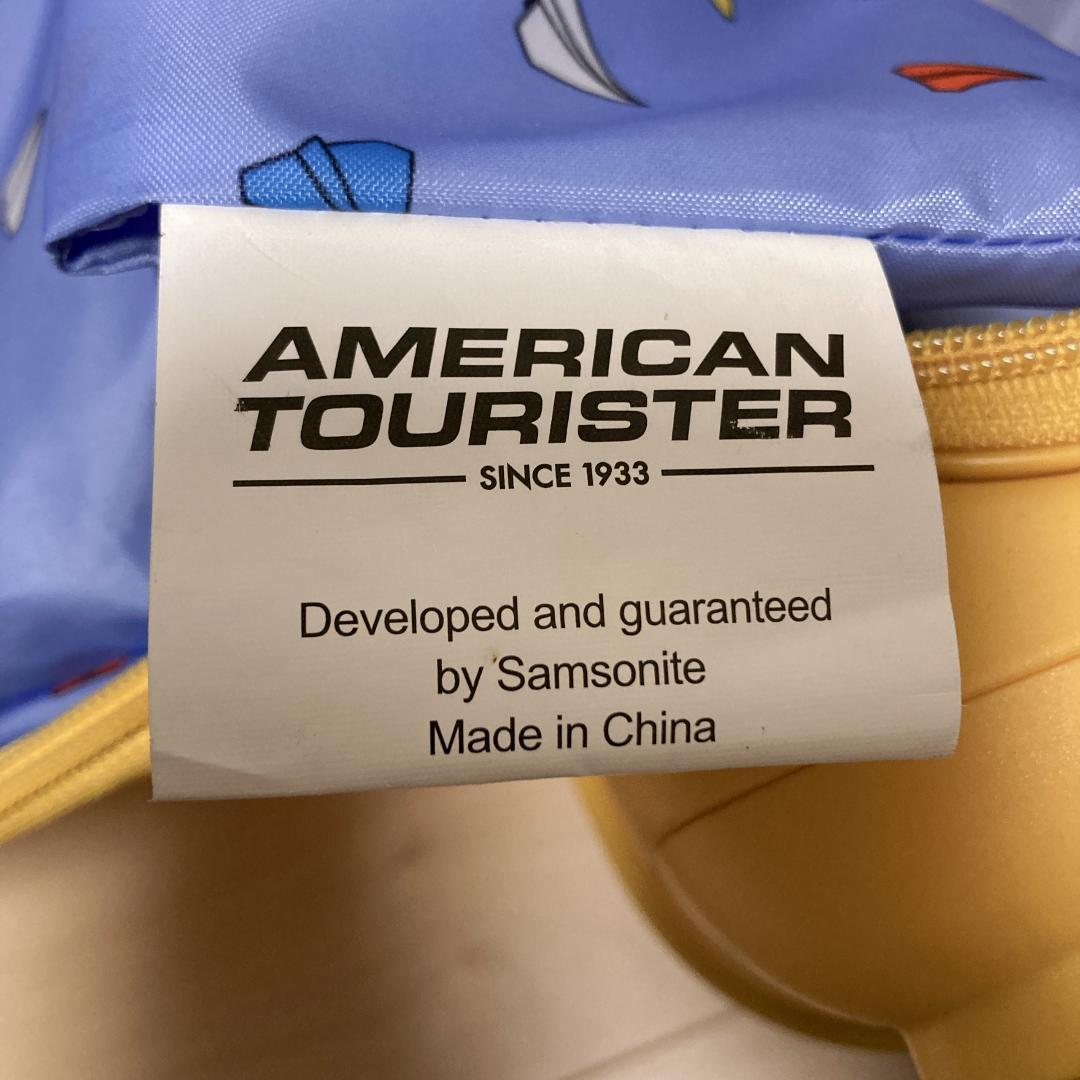 AMERICAN
TOURISTER
SINCE 1933
Developed and guaranteed
by Samsonite
Made in China